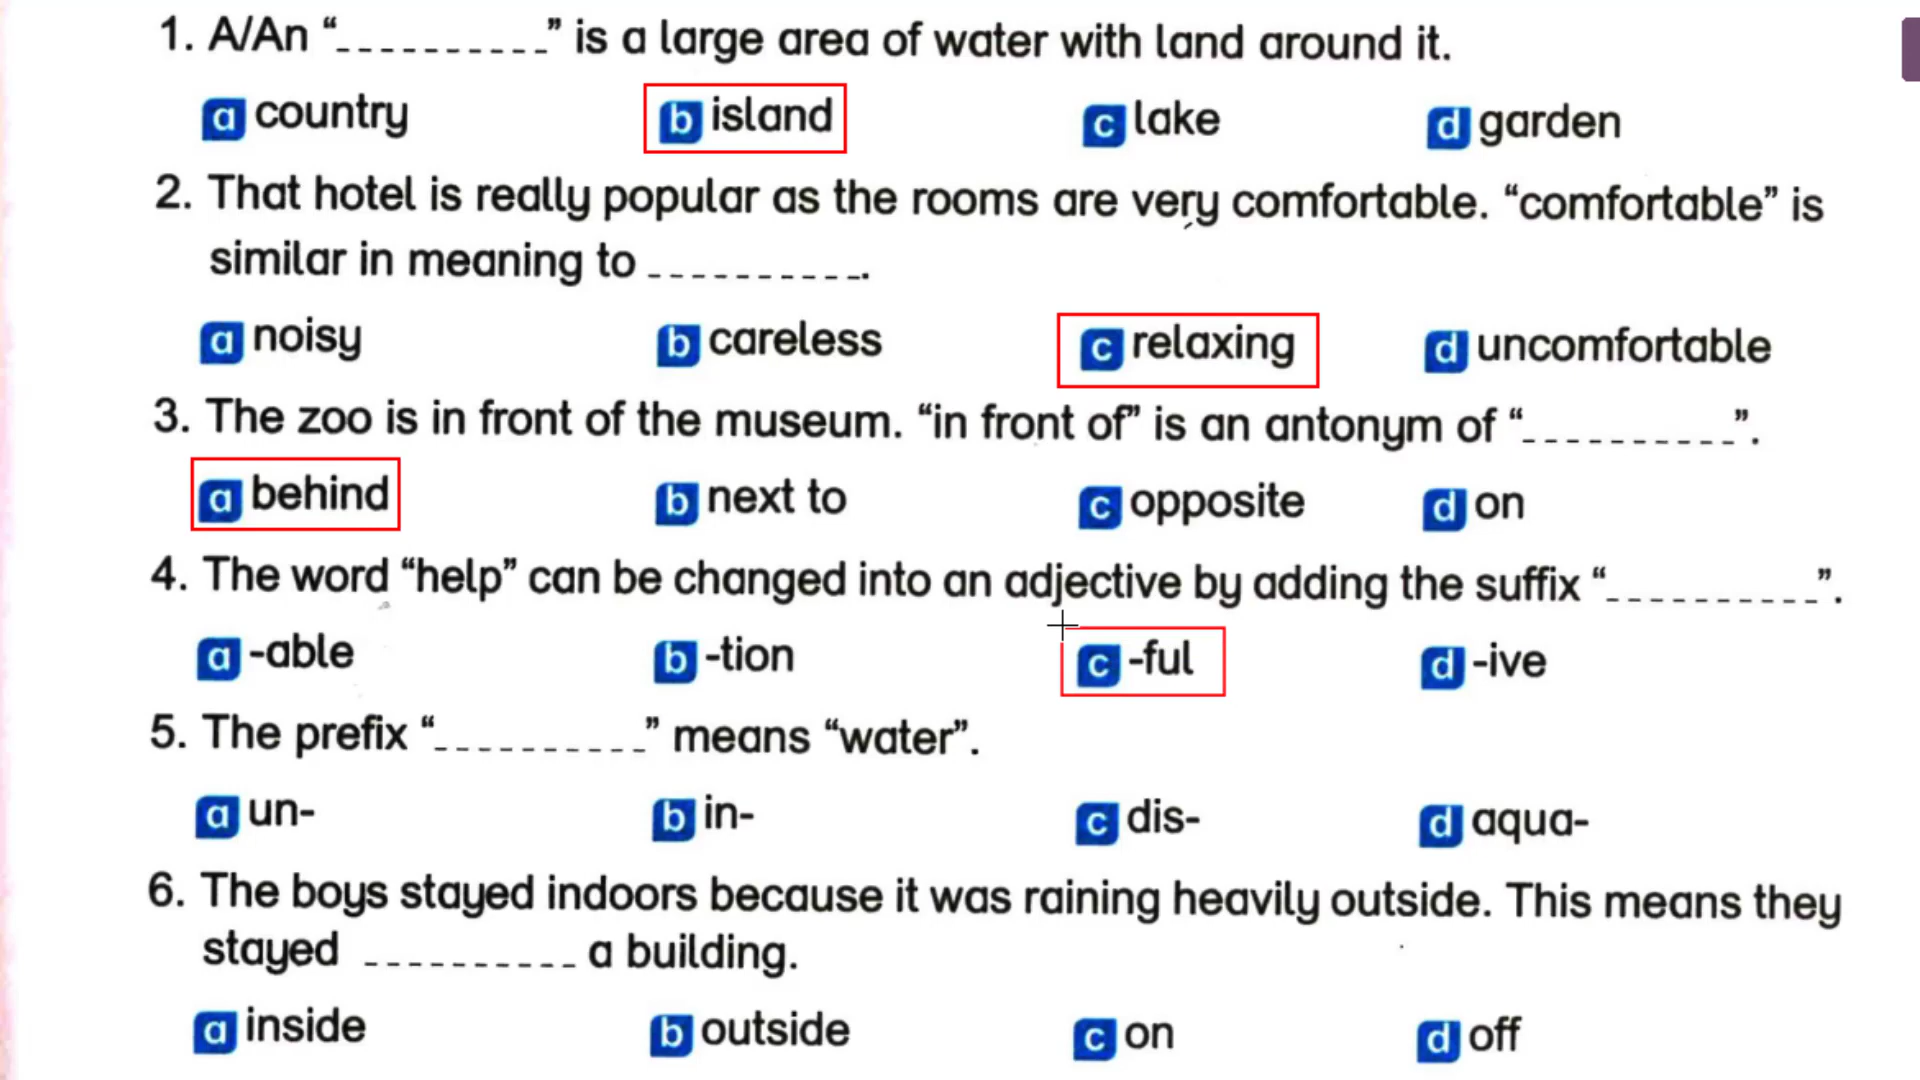 1. A/An “__________” is a large area of water with land around it.
a country b island c lake d garden
2. That hotel is really popular as the rooms are very comfortable. “comfortable” is
similar in meaning to __________.
a noisy b careless c relaxing d uncomfortable
3. The zoo is in front of the museum. “in front of” is an antonym of “__________”.
a behind b next to c opposite d on
4. The word “help” can be changed into an adjective by adding the suffix “__________”.
a -able b -tion c -ful d -ive
5. The prefix “__________” means “water”.
a un- b in- c dis- d aqua-
6. The boys stayed indoors because it was raining heavily outside. This means they
stayed __________ a building.
a inside b outside c on d off